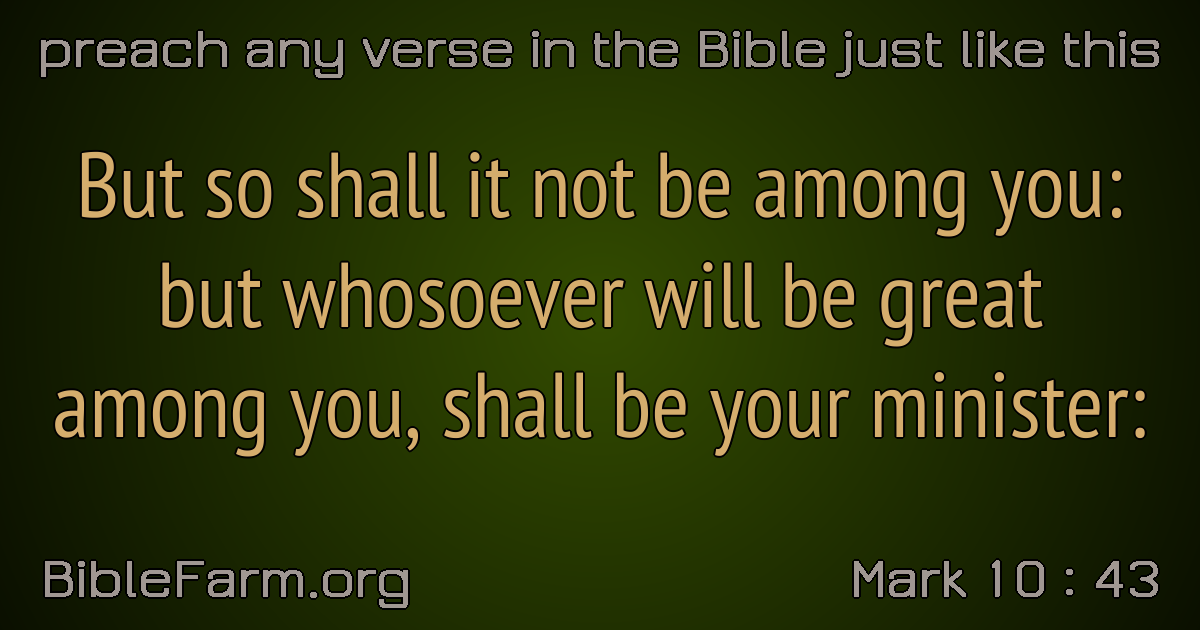 preach any verse in the Bible just like this
But so shall it not be among you:
but whosoever will be great
among you, shall be your minister:
BibleFarm.org
Mark 10 : 43